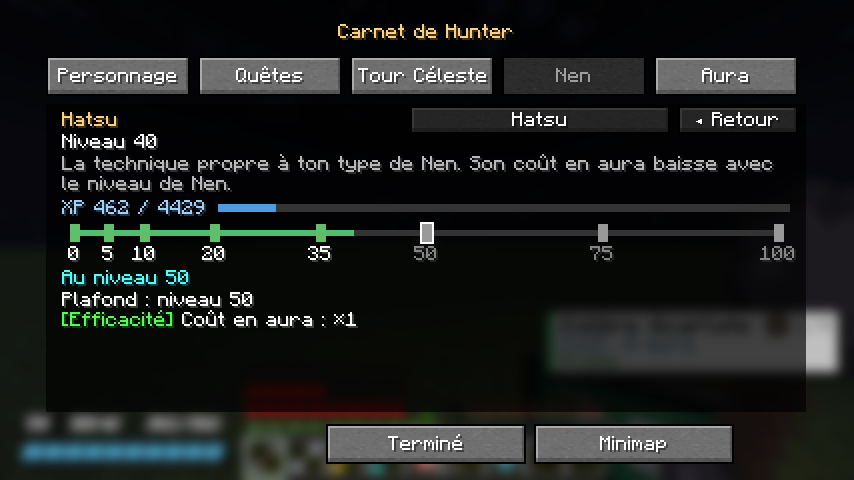 Carnet de Hunter
Personnage
Quêtes
Tour Céleste
Nen
Aura
Hatsu
Hatsu
◂ Retour
Niveau 40
La technique propre à ton type de Nen. Son coût en aura baisse avec
le niveau de Nen.
XP 462 / 4429
0 5 10 20 35 50 75 100
Au niveau 50
Plafond : niveau 50
[Efficacité] Coût en aura : ×1
Terminé
Minimap